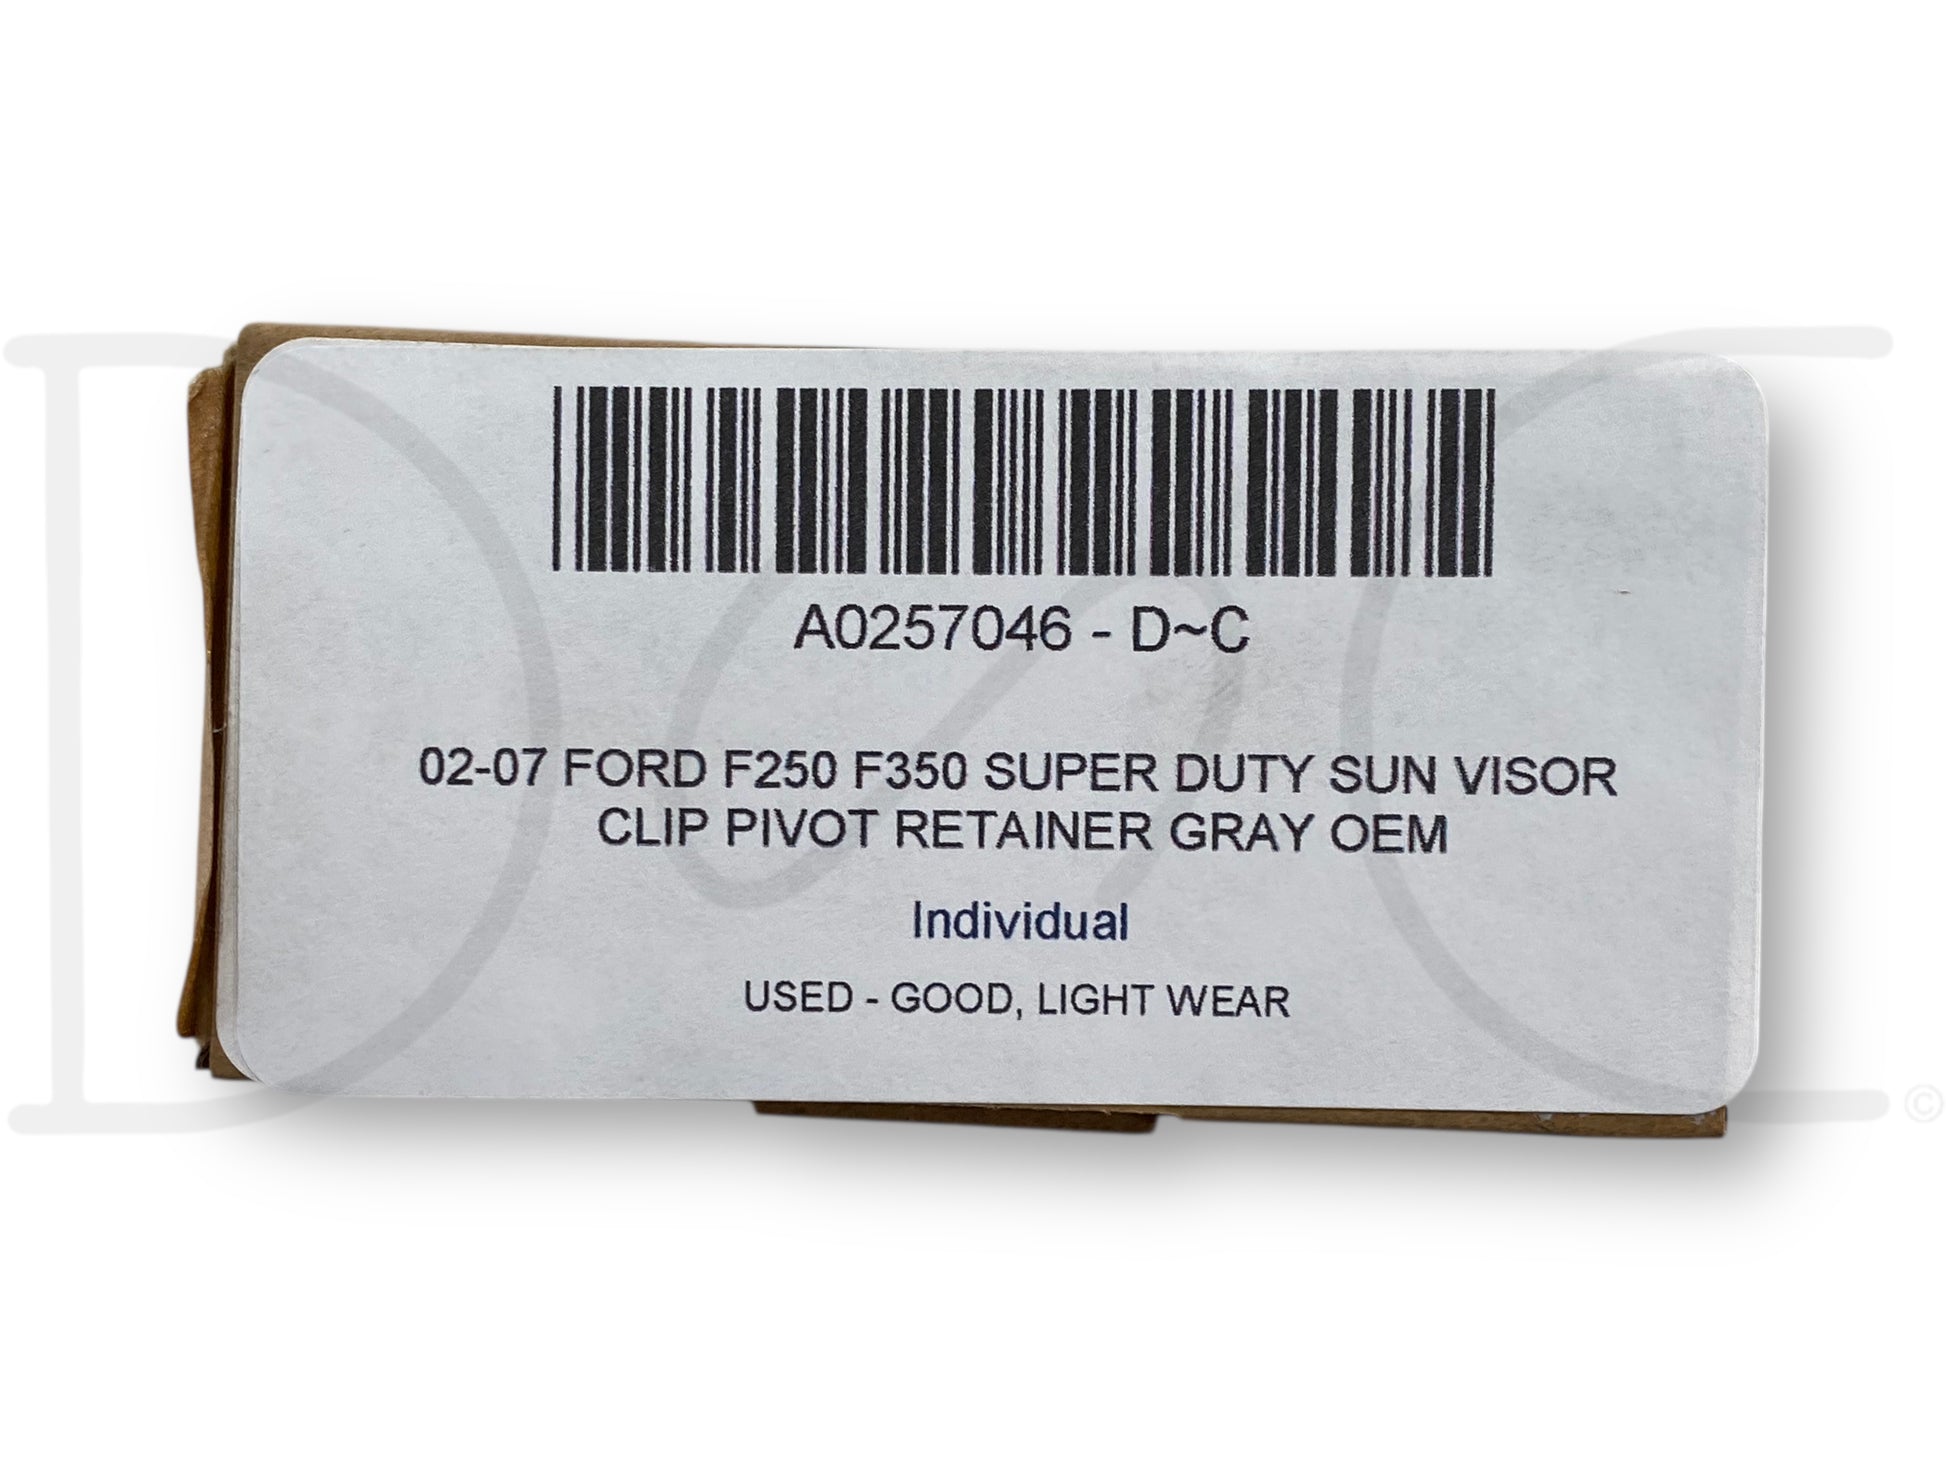 A0257046 - D~C
02-07 FORD F250 F350 SUPER DUTY SUN VISOR
CLIP PIVOT RETAINER GRAY OEM
Individual
USED - GOOD, LIGHT WEAR
D C
©